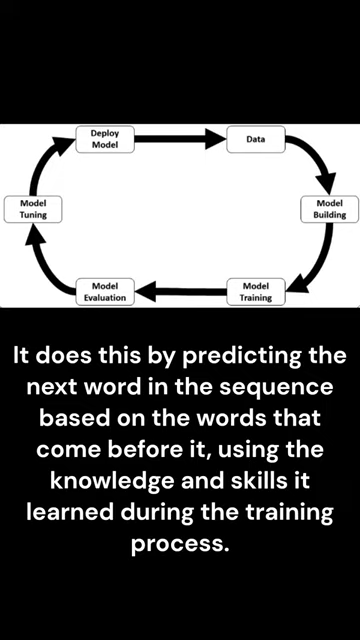 Deploy
Model
Data
Model
Tuning
Model
Building
Model
Evaluation
Model
Training
It does this by predicting the
next word in the sequence
based on the words that
come before it, using the
knowledge and skills it
learned during the training
process.